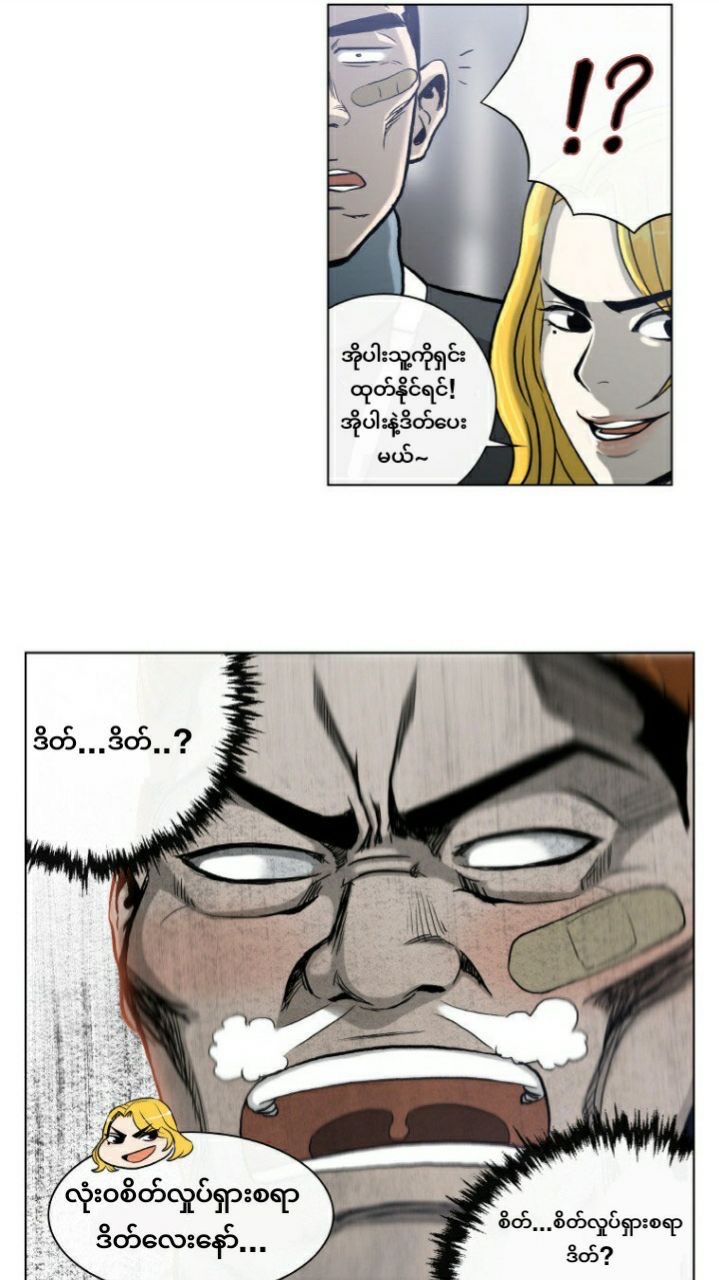 !?
အိုပါးသူ့ကိုရှင်း
ထုတ်နိုင်ရင်!
အိုပါးနဲ့ဒိတ်ပေး
မယ်~
ဒိတ်...ဒိတ်..?
လုံးဝစိတ်လှုပ်ရှားစရာ
ဒိတ်လေးနော်...
စိတ်...စိတ်လှုပ်ရှားစရာ
ဒိတ်?